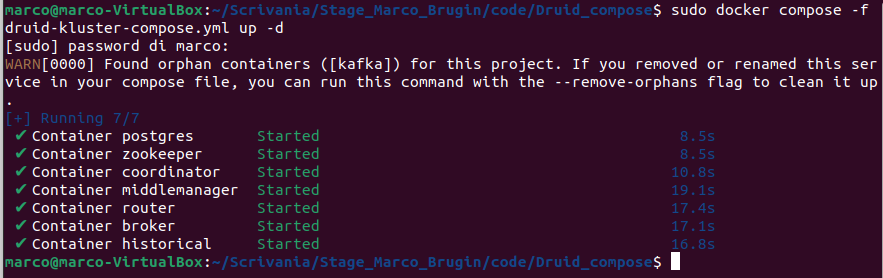 marco@marco-VirtualBox:~/Scrivania/Stage_Marco_Brugin/code/Druid_compose$ sudo docker compose -f
druid-kluster-compose.yml up -d
[sudo] password di marco:
WARN[0000] Found orphan containers ([kafka]) for this project. If you removed or renamed this ser
vice in your compose file, you can run this command with the --remove-orphans flag to clean it up
.
[+] Running 7/7
✔ Container postgres Started 8.5s
✔ Container zookeeper Started 8.5s
✔ Container coordinator Started 10.8s
✔ Container middlemanager Started 19.1s
✔ Container router Started 17.4s
✔ Container broker Started 17.1s
✔ Container historical Started 16.8s
marco@marco-VirtualBox:~/Scrivania/Stage_Marco_Brugin/code/Druid_compose$